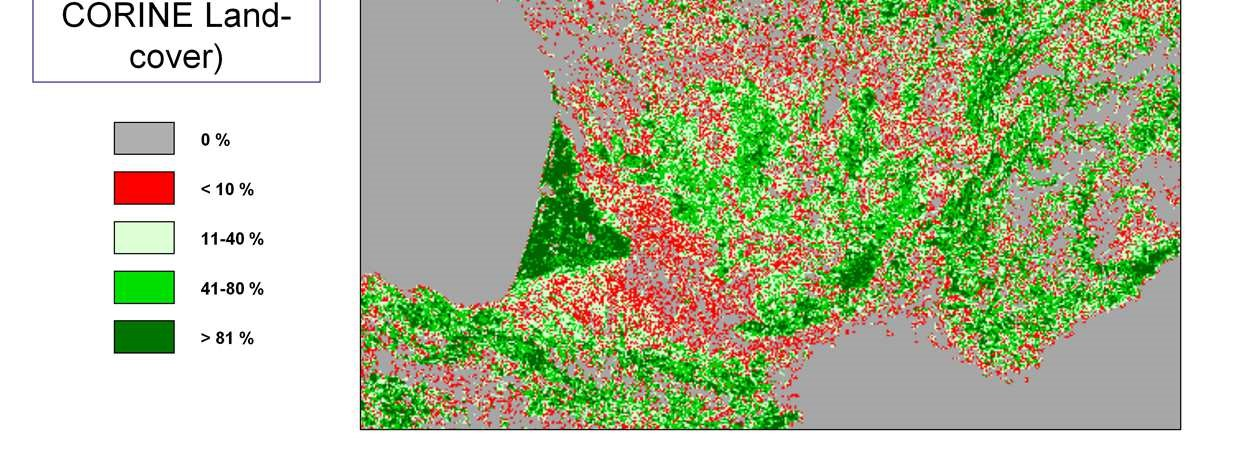 CORINE Land-
cover)
0 %
< 10 %
11-40 %
41-80 %
> 81 %